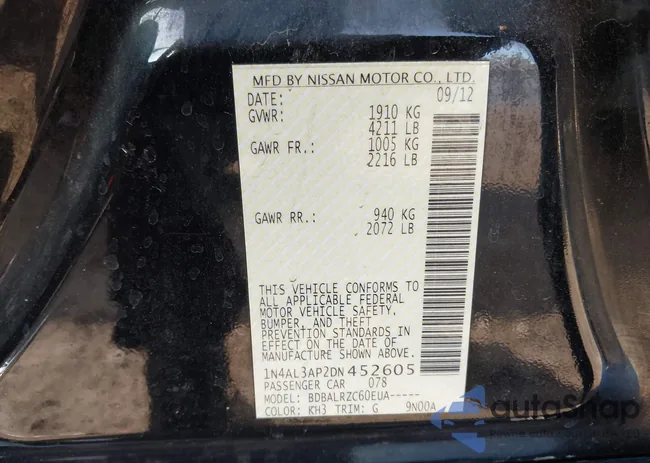 MFD BY NISSAN MOTOR CO., LTD.
DATE: 09/12
GVWR: 1910 KG
4211 LB
GAWR FR.: 1005 KG
2216 LB
GAWR RR.: 940 KG
2072 LB
THIS VEHICLE CONFORMS TO
ALL APPLICABLE FEDERAL
MOTOR VEHICLE SAFETY,
BUMPER, AND THEFT
PREVENTION STANDARDS IN
EFFECT ON THE DATE OF
MANUFACTURE SHOWN ABOVE.
1N4AL3AP2DN452605
PASSENGER CAR 078
MODEL: BDBALRZC60EUA-----
COLOR: KH3 TRIM: G 9N00A
autoSnap